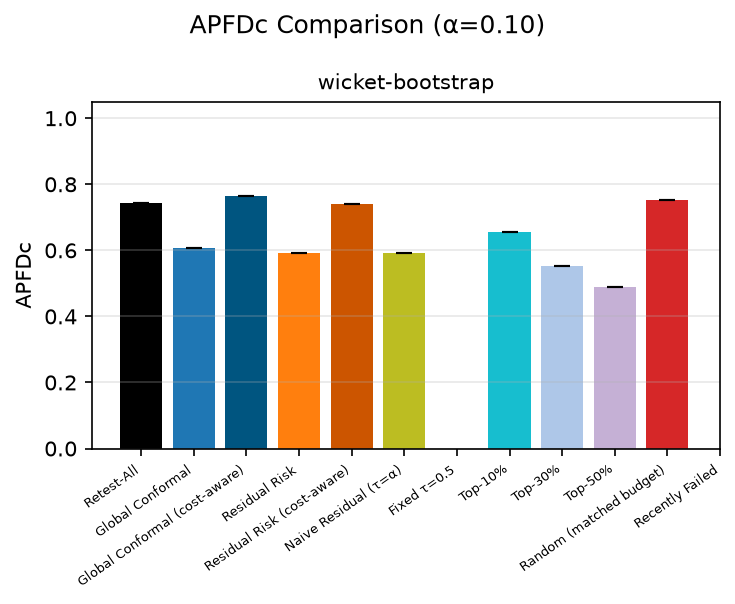 APFDc Comparison (α=0.10)
wicket-bootstrap
1.0
0.8
0.6
0.4
0.2
0.0
APFDc
Retest-All
Global Conformal
Global Conformal (cost-aware)
Residual Risk
Residual Risk (cost-aware)
Naive Residual (τ=α)
Fixed τ=0.5
Top-10%
Top-30%
Top-50%
Random (matched budget)
Recently Failed